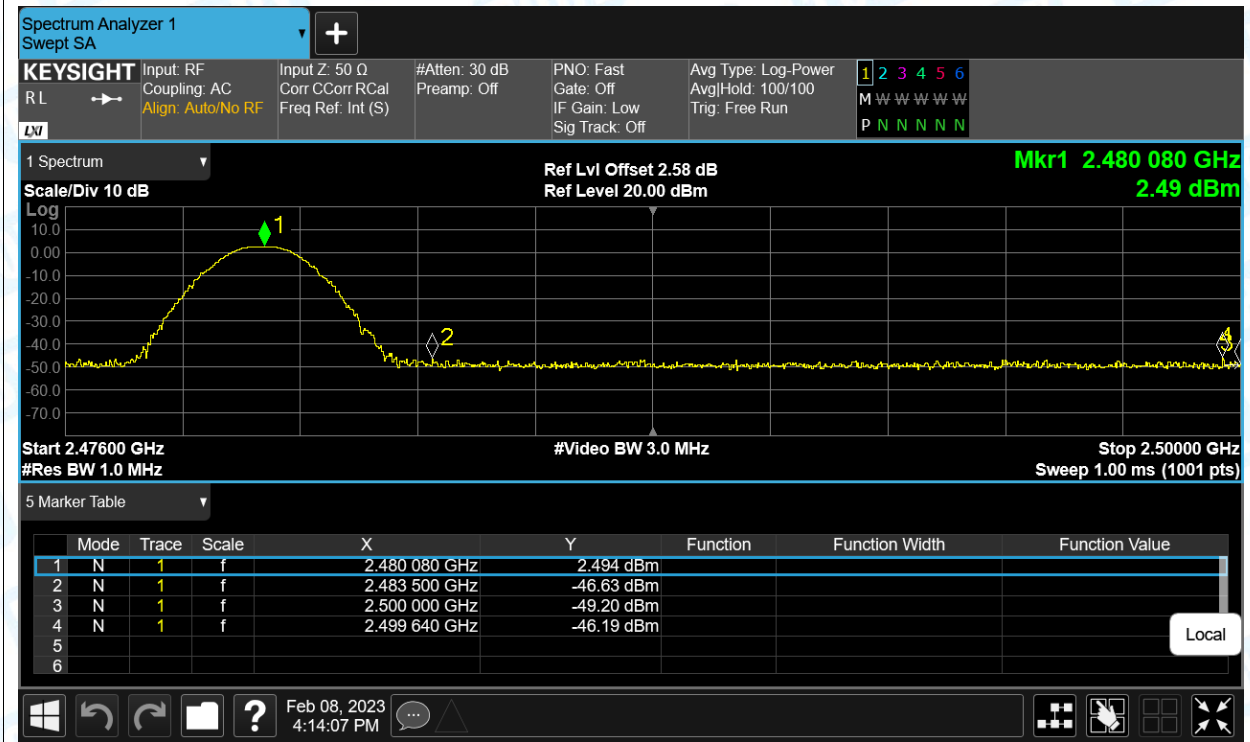 Spectrum Analyzer 1
Swept SA
+
KEYSIGHT
R L
LXI
Input: RF
Coupling: AC
Align: Auto/No RF
Input Z: 50 Ω
Corr CCorr RCal
Freq Ref: Int (S)
#Atten: 30 dB
Preamp: Off
PNO: Fast
Gate: Off
IF Gain: Low
Sig Track: Off
Avg Type: Log-Power
Avg|Hold: 100/100
Trig: Free Run
1 2 3 4 5 6
M W W W W W W
P N N N N N N
1 Spectrum
Scale/Div 10 dB
Ref Lvl Offset 2.58 dB
Ref Level 20.00 dBm
Mkr1 2.480 080 GHz
2.49 dBm
Log
10.0
0.00
-10.0
-20.0
-30.0
-40.0
-50.0
-60.0
-70.0
1
2
4
3
Start 2.47600 GHz
#Video BW 3.0 MHz
Stop 2.50000 GHz
#Res BW 1.0 MHz
Sweep 1.00 ms (1001 pts)
5 Marker Table
Mode Trace Scale X Y Function Function Width Function Value
1 N 1 f 2.480 080 GHz 2.494 dBm
2 N 1 f 2.483 500 GHz -46.63 dBm
3 N 1 f 2.500 000 GHz -49.20 dBm
4 N 1 f 2.499 640 GHz -46.19 dBm
5
6
Local
?
Feb 08, 2023
4:14:07 PM